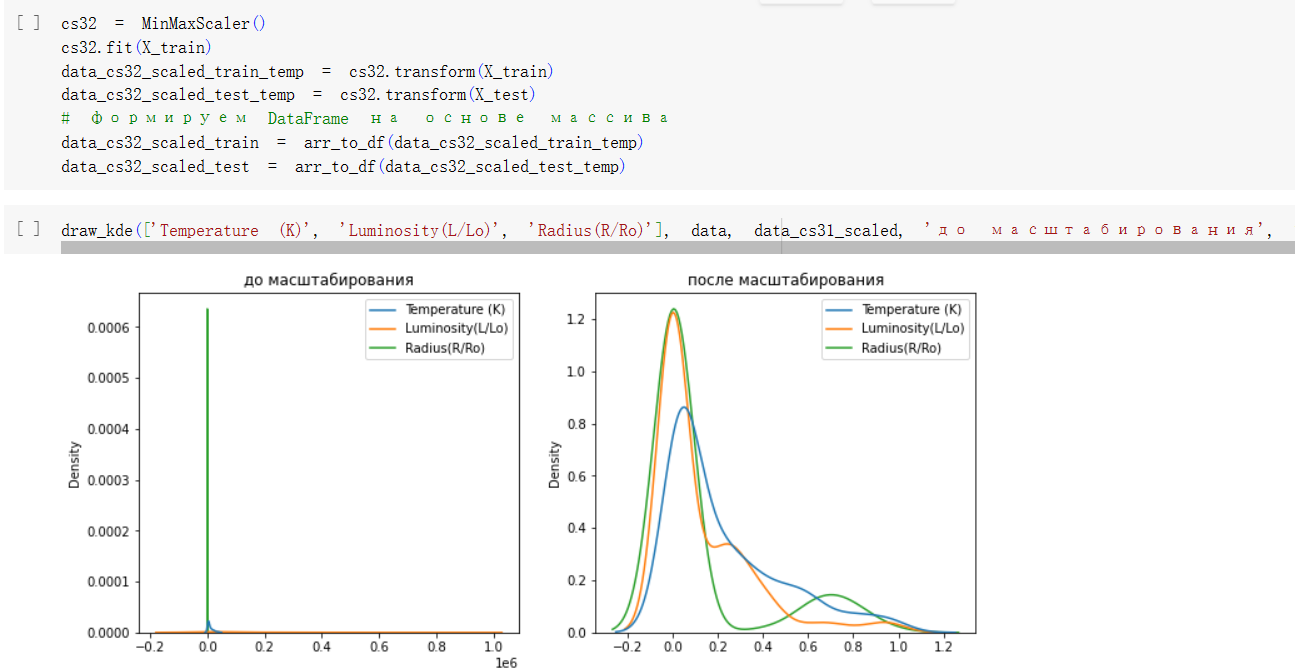 [ ] cs32 = MinMaxScaler()
cs32.fit(X_train)
data_cs32_scaled_train_temp = cs32.transform(X_train)
data_cs32_scaled_test_temp = cs32.transform(X_test)
# Формируем DataFrame на основе массива
data_cs32_scaled_train = arr_to_df(data_cs32_scaled_train_temp)
data_cs32_scaled_test = arr_to_df(data_cs32_scaled_test_temp)
[ ] draw_kde(['Temperature (K)', 'Luminosity(L/Lo)', 'Radius(R/Ro)'], data, data_cs31_scaled, 'до масштабирования',
до масштабирования
Temperature (K)
Luminosity(L/Lo)
Radius(R/Ro)
0.0006
0.0005
0.0004
0.0003
0.0002
0.0001
0.0000
Density
−0.2 0.0 0.2 0.4 0.6 0.8 1.0
1e6
после масштабирования
Temperature (K)
Luminosity(L/Lo)
Radius(R/Ro)
1.2
1.0
0.8
0.6
0.4
0.2
0.0
Density
−0.2 0.0 0.2 0.4 0.6 0.8 1.0 1.2